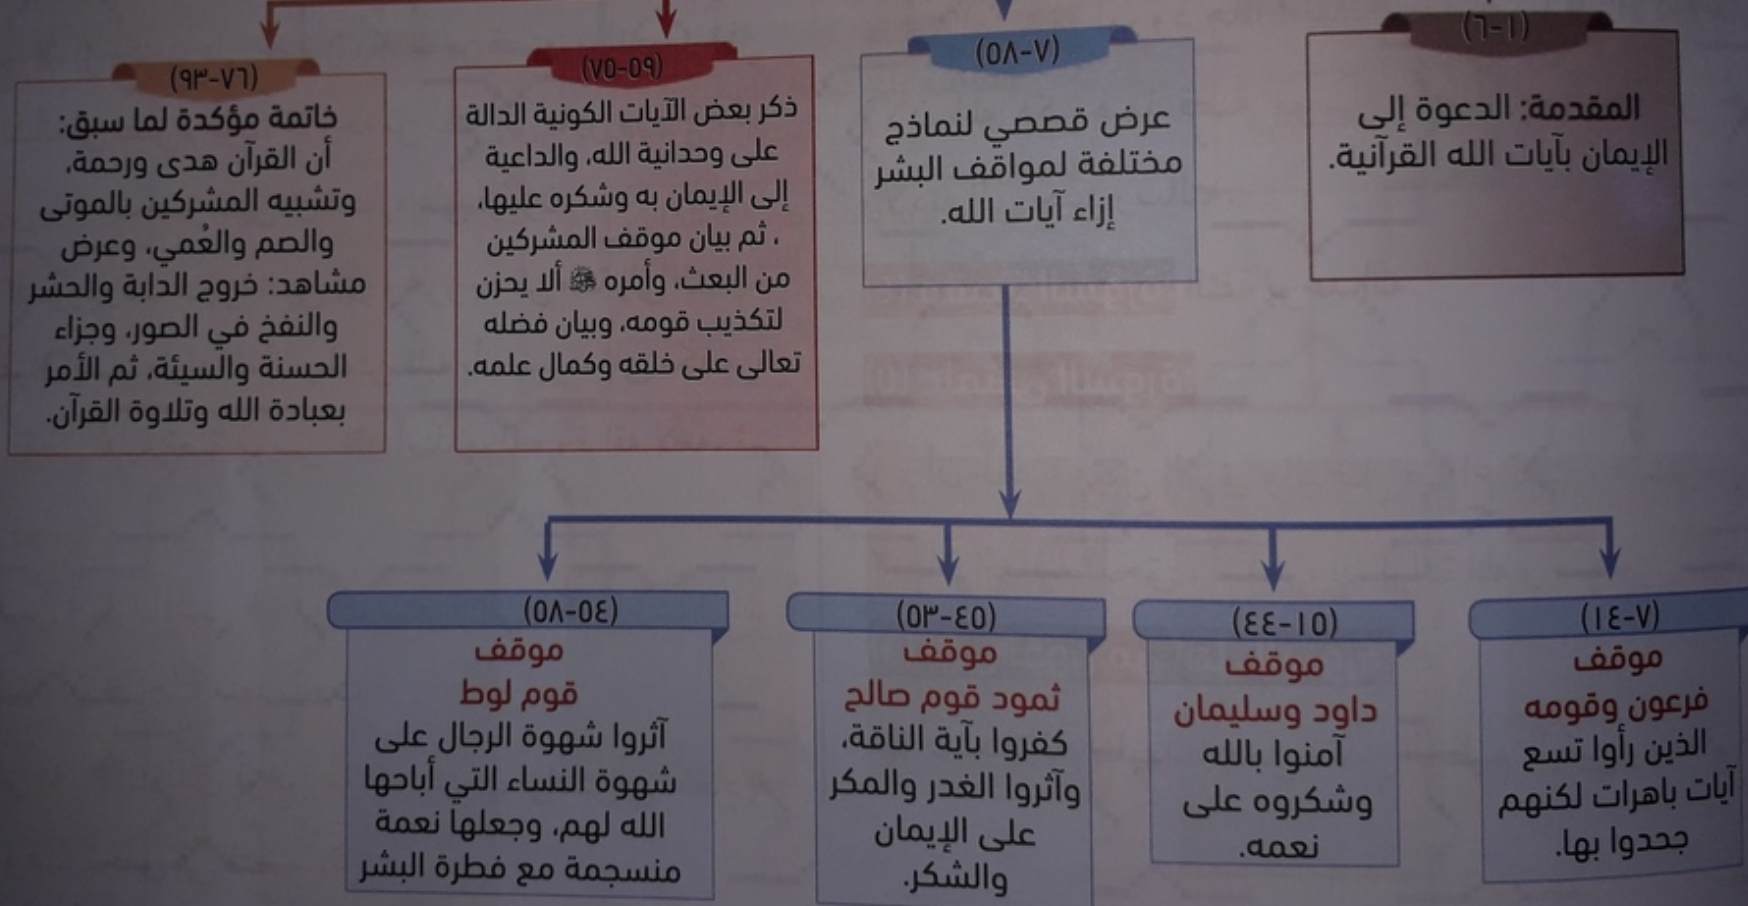 (١-٦)
المقدمة: الدعوة إلى
الإيمان بآيات الله القرآنية.
(٧-٥٨)
عرض قصصي لنماذج
مختلفة لمواقف البشر
إزاء آيات الله.
(٥٩-٧٥)
ذكر بعض الآيات الكونية الدالة
على وحدانية الله، والداعية
إلى الإيمان به وشكره عليها،
، ثم بيان موقف المشركين
من البعث، وأمره ﷺ ألا يحزن
لتكذيب قومه، وبيان فضله
تعالى على خلقه وكمال علمه.
(٧٦-٩٣)
خاتمة مؤكدة لما سبق:
أن القرآن هدى ورحمة،
وتشبيه المشركين بالموتى
والصم والعُمي، وعرض
مشاهد: خروج الدابة والحشر
والنفخ في الصور، وجزاء
الحسنة والسيئة، ثم الأمر
بعبادة الله وتلاوة القرآن.
(٧-١٤)
موقف
فرعون وقومه
الذين رأوا تسع
آيات باهرات لكنهم
جحدوا بها.
(١٥-٤٤)
موقف
داود وسليمان
آمنوا بالله
وشكروه على
نعمه.
(٤٥-٥٣)
موقف
ثمود قوم صالح
كفروا بآية الناقة،
وآثروا الغدر والمكر
على الإيمان
والشكر.
(٥٤-٥٨)
موقف
قوم لوط
آثروا شهوة الرجال على
شهوة النساء التي أباحها
الله لهم، وجعلها نعمة
منسجمة مع فطرة البشر